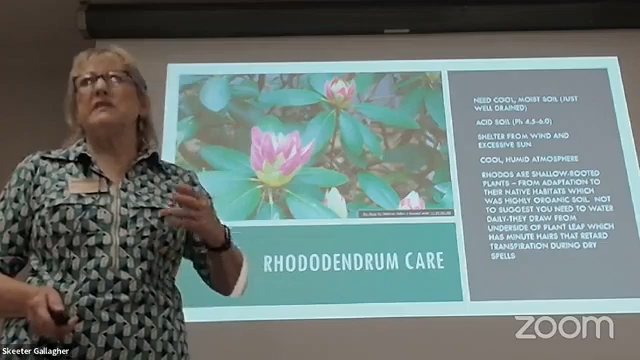 NEED COOL, MOIST SOIL (JUST
WELL DRAINED)
ACID SOIL (Ph 4.5-6.0)
SHELTER FROM WIND AND
EXCESSIVE SUN
COOL, HUMID ATMOSPHERE
RHODOS ARE SHALLOW-ROOTED
PLANTS – FROM ADAPTATION TO
THEIR NATIVE HABITATS WHICH
WAS HIGHLY ORGANIC SOIL. NOT
TO SUGGEST YOU NEED TO WATER
DAILY-THEY DRAW FROM
UNDERSIDE OF PLANT LEAF WHICH
HAS MINUTE HAIRS THAT RETARD
TRANSPIRATION DURING DRY
SPELLS
RHODODENDRUM CARE
zoom
Skeeter Gallagher